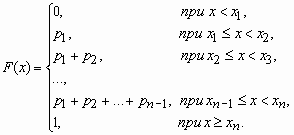 F(x) = { 0, при x < x₁,
p₁, при x₁ ≤ x < x₂,
p₁ + p₂, при x₂ ≤ x < x₃,
...,
p₁ + p₂ + ... + pₙ₋₁, при xₙ₋₁ ≤ x < xₙ,
1, при x ≥ xₙ.